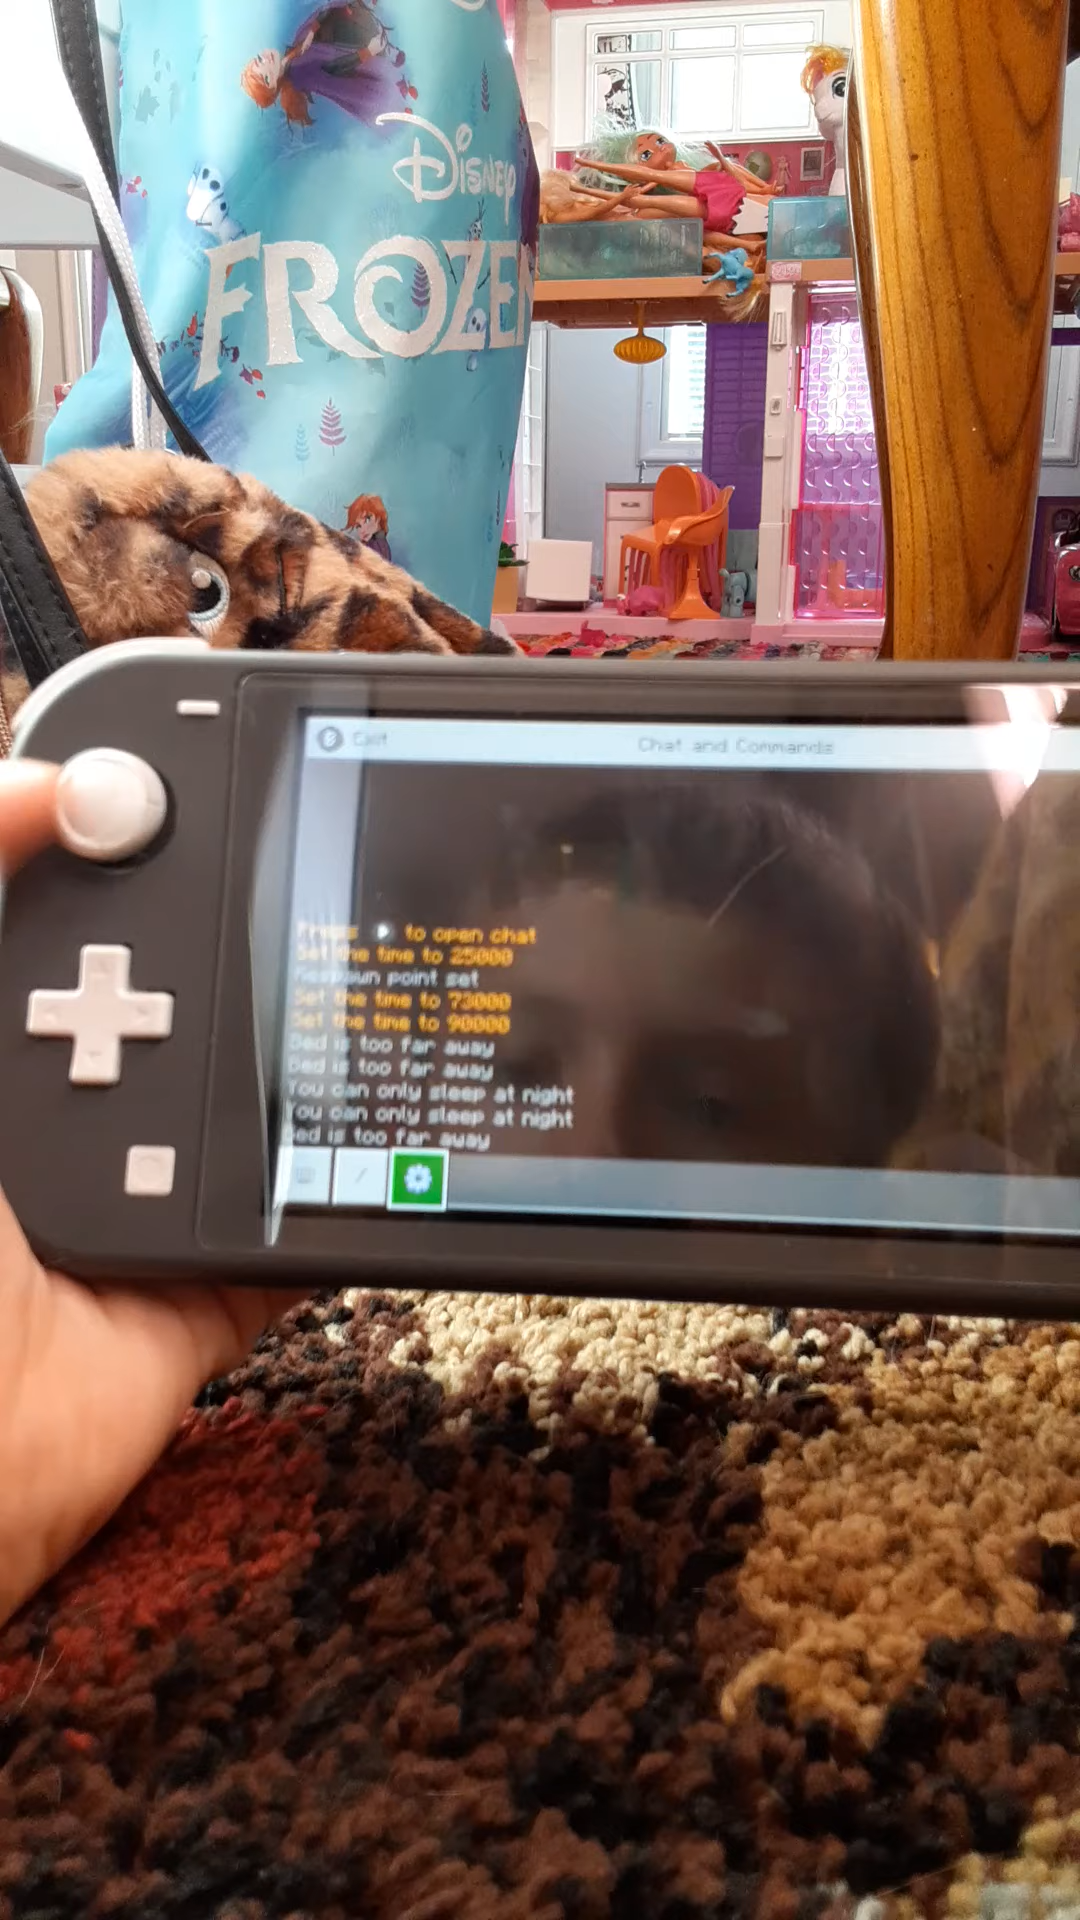 Disney
FROZEN
Exit
Chat and Commands
Press to open chat
Set the time to 25000
Respawn point set
Set the time to 73000
Set the time to 90000
Bed is too far away
Bed is too far away
You can only sleep at night
You can only sleep at night
Bed is too far away